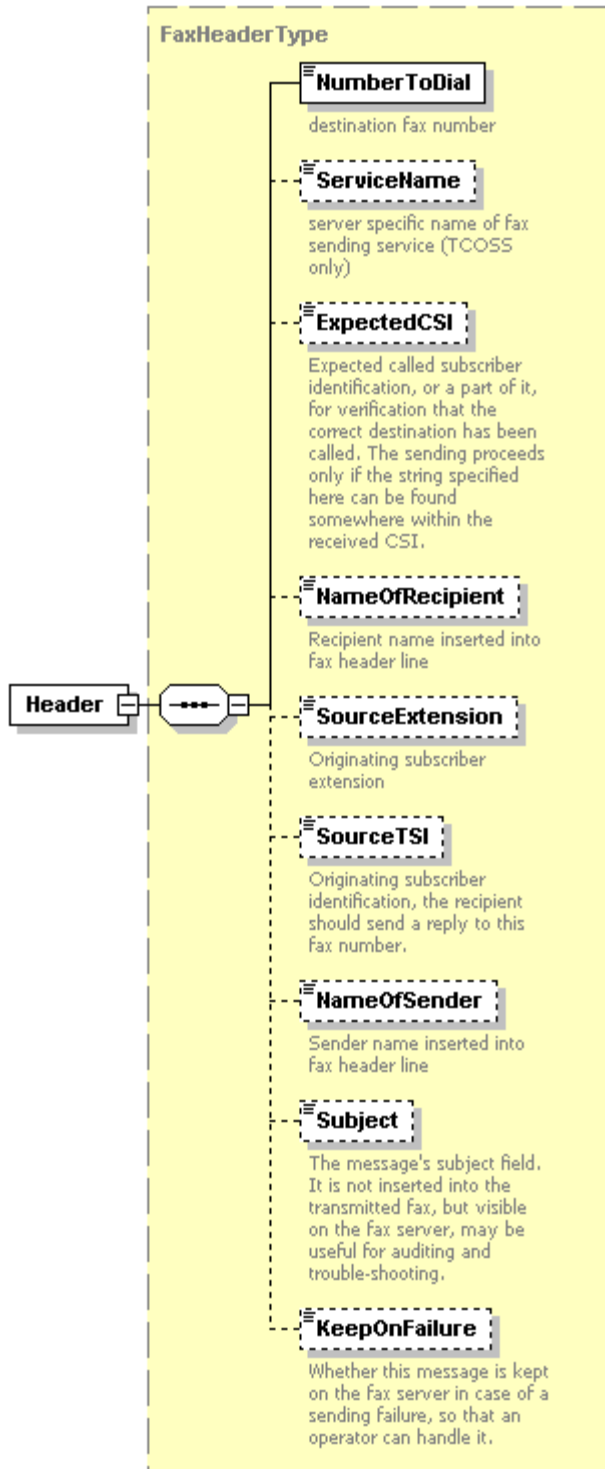 FaxHeaderType
NumberToDial
destination fax number
ServiceName
server specific name of fax
sending service (TCOSS
only)
ExpectedCSI
Expected called subscriber
identification, or a part of it,
for verification that the
correct destination has been
called. The sending proceeds
only if the string specified
here can be found
somewhere within the
received CSI.
NameOfRecipient
Recipient name inserted into
fax header line
Header
SourceExtension
Originating subscriber
extension
SourceTSI
Originating subscriber
identification, the recipient
should send a reply to this
fax number.
NameOfSender
Sender name inserted into
fax header line
Subject
The message's subject field.
It is not inserted into the
transmitted fax, but visible
on the fax server, may be
useful for auditing and
trouble-shooting.
KeepOnFailure
Whether this message is kept
on the fax server in case of a
sending failure, so that an
operator can handle it.